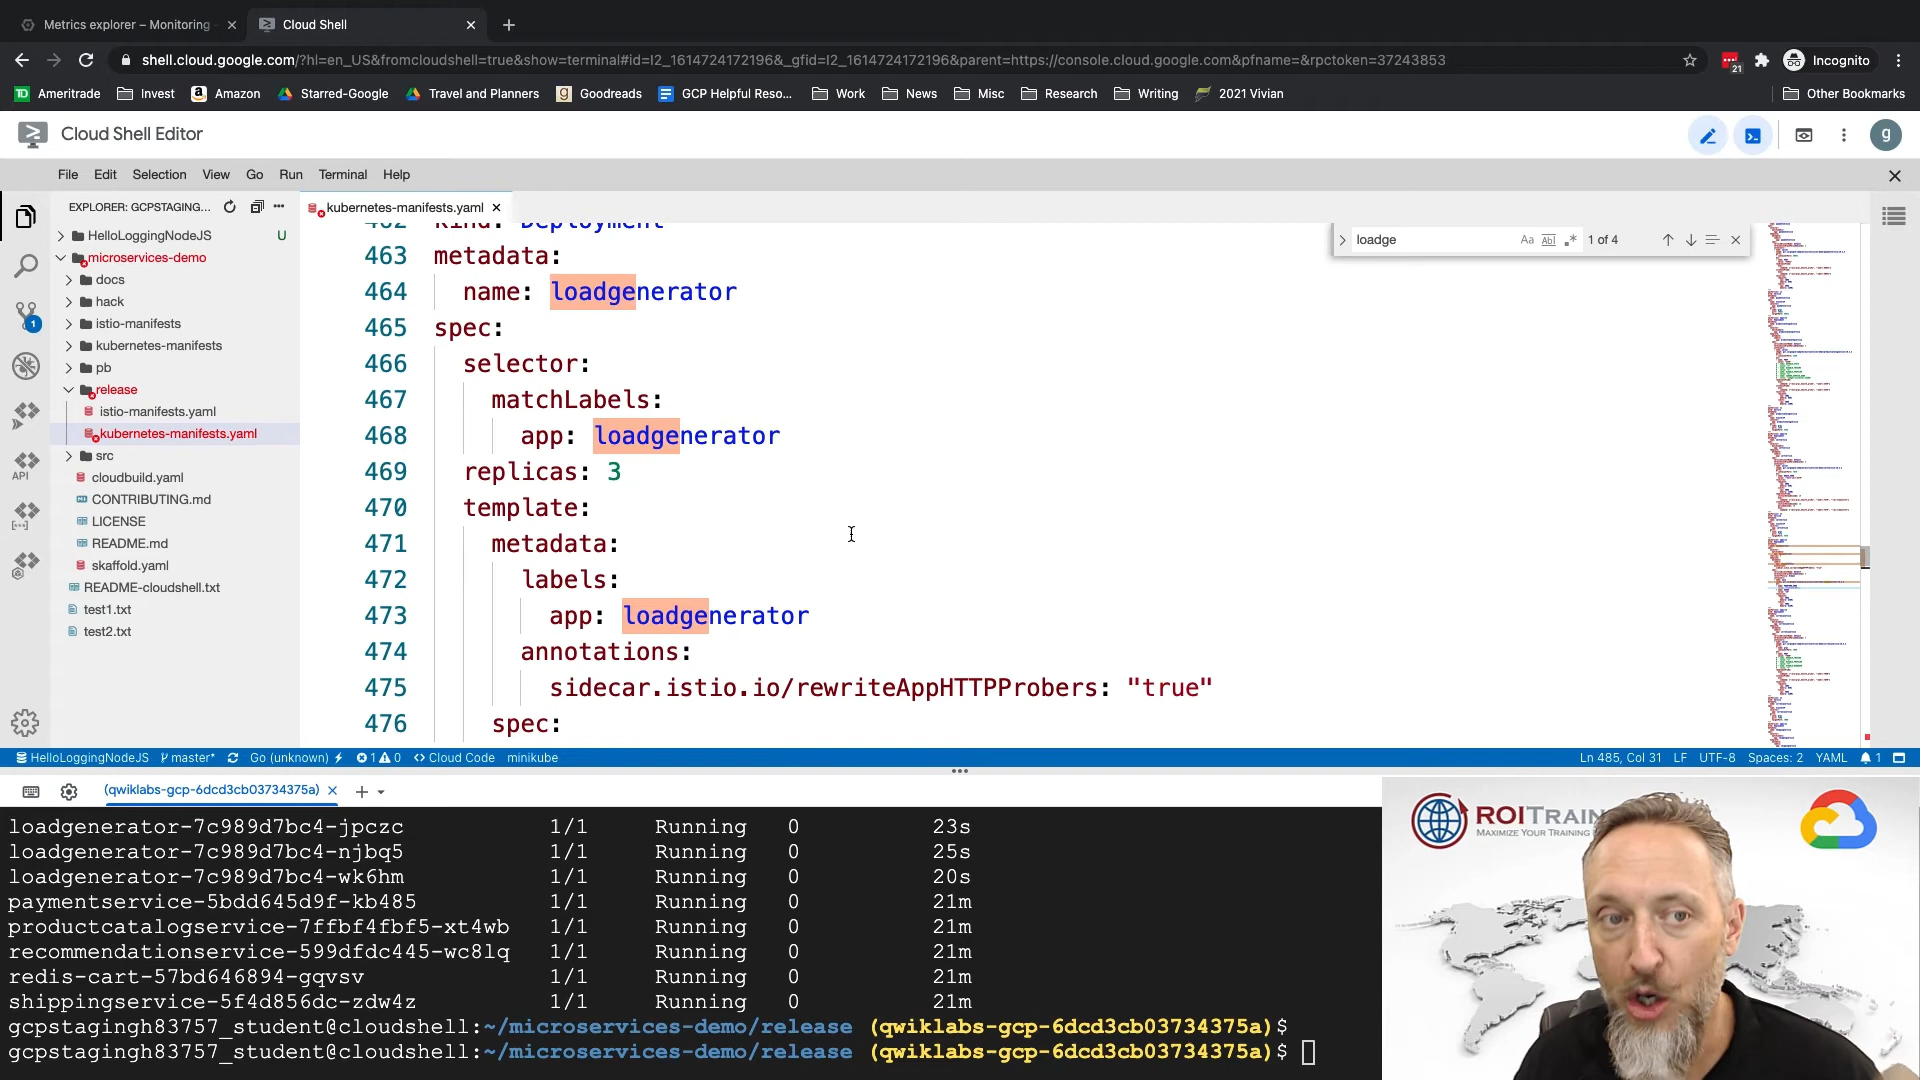 Metrics explorer – Monitoring
Cloud Shell
shell.cloud.google.com/?hl=en_US&fromcloudshell=true&show=terminal#id=I2_1614724172196&_gfid=I2_1614724172196&parent=https://console.cloud.google.com&pfname=&rpctoken=37243853
21
Incognito
Ameritrade
Invest
Amazon
Starred-Google
Travel and Planners
Goodreads
GCP Helpful Reso...
Work
News
Misc
Research
Writing
2021 Vivian
Other Bookmarks
Cloud Shell Editor
g
File Edit Selection View Go Run Terminal Help
EXPLORER: GCPSTAGING...
kubernetes-manifests.yaml
HelloLoggingNodeJS U
microservices-demo
docs
hack
istio-manifests
kubernetes-manifests
pb
release
istio-manifests.yaml
kubernetes-manifests.yaml
src
cloudbuild.yaml
CONTRIBUTING.md
LICENSE
README.md
skaffold.yaml
README-cloudshell.txt
test1.txt
test2.txt
1
API
loadge
Aa Abl .*
1 of 4
462 kind: Deployment
463 metadata:
464 name: loadgenerator
465 spec:
466 selector:
467 matchLabels:
468 app: loadgenerator
469 replicas: 3
470 template:
471 metadata:
472 labels:
473 app: loadgenerator
474 annotations:
475 sidecar.istio.io/rewriteAppHTTPProbers: "true"
476 spec:
HelloLoggingNodeJS master* Go (unknown) 1 0 Cloud Code minikube
Ln 485, Col 31 LF UTF-8 Spaces: 2 YAML 1
(qwiklabs-gcp-6dcd3cb03734375a)
loadgenerator-7c989d7bc4-jpczc 1/1 Running 0 23s
loadgenerator-7c989d7bc4-njbq5 1/1 Running 0 25s
loadgenerator-7c989d7bc4-wk6hm 1/1 Running 0 20s
paymentservice-5bdd645d9f-kb485 1/1 Running 0 21m
productcatalogservice-7ffbf4fbf5-xt4wb 1/1 Running 0 21m
recommendationservice-599dfdc445-wc8lq 1/1 Running 0 21m
redis-cart-57bd646894-gqvsv 1/1 Running 0 21m
shippingservice-5f4d856dc-zdw4z 1/1 Running 0 21m
gcpstagingh83757_student@cloudshell:~/microservices-demo/release (qwiklabs-gcp-6dcd3cb03734375a)$
gcpstagingh83757_student@cloudshell:~/microservices-demo/release (qwiklabs-gcp-6dcd3cb03734375a)$
ROITRAIN
MAXIMIZE YOUR TRAINING